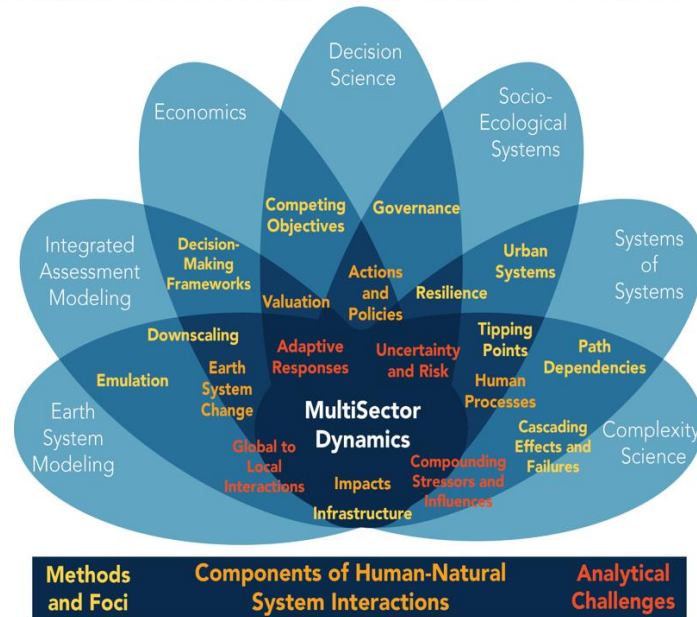 Decision
Science
Economics
Socio-
Ecological
Systems
Competing
Objectives
Governance
Integrated
Assessment
Modeling
Decision-
Making
Frameworks
Urban
Systems
Systems
of
Systems
Valuation
Actions
and
Policies
Resilience
Downscaling
Adaptive
Responses
Uncertainty
and Risk
Tipping
Points
Path
Dependencies
Emulation
Earth
System
Change
Human
Processes
Earth
System
Modeling
MultiSector
Dynamics
Cascading
Effects and
Failures
Complexity
Science
Global to
Local
Interactions
Impacts
Compounding
Stressors and
Influences
Infrastructure
Methods
and Foci
Components of Human-Natural
System Interactions
Analytical
Challenges